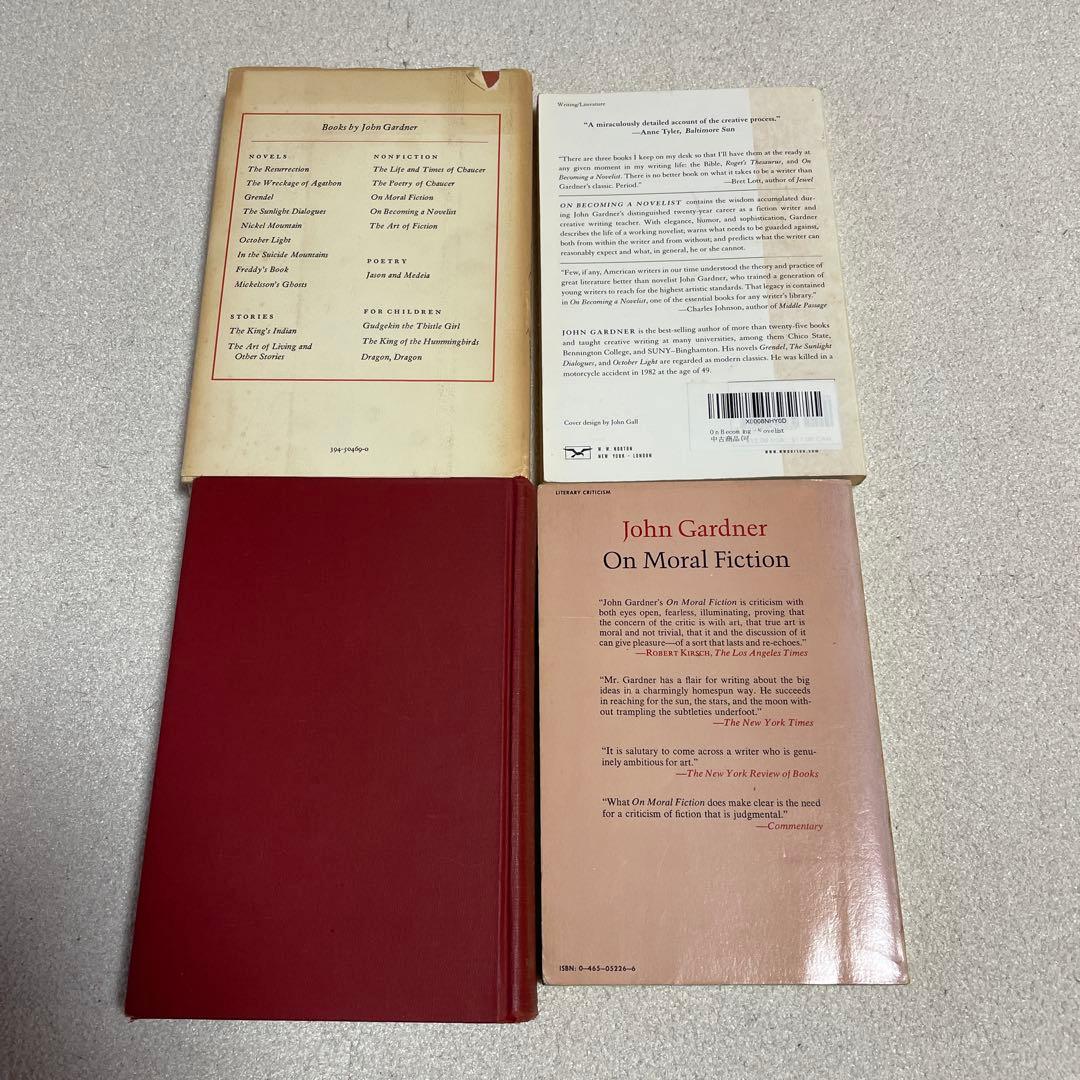 Books by John Gardner
NOVELS
The Resurrection
The Wreckage of Agathon
Grendel
The Sunlight Dialogues
Nickel Mountain
October Light
In the Suicide Mountains
Freddy's Book
Mickelsson's Ghosts
STORIES
The King's Indian
The Art of Living and
Other Stories
NONFICTION
The Life and Times of Chaucer
The Poetry of Chaucer
On Moral Fiction
On Becoming a Novelist
The Art of Fiction
POETRY
Jason and Medeia
FOR CHILDREN
Gudgekin the Thistle Girl
The King of the Hummingbirds
Dragon, Dragon
394-50469-0
Writing/Literature
“A miraculously detailed account of the creative process.”
—Anne Tyler, Baltimore Sun
“There are three books I keep on my desk so that I'll have them at the ready at
any given moment in my writing life: the Bible, Roget's Thesaurus, and On
Becoming a Novelist. There is no better book on what it takes to be a writer than
Gardner's classic. Period.”
—Bret Lott, author of Jewel
ON BECOMING A NOVELIST contains the wisdom accumulated dur-
ing John Gardner's distinguished twenty-year career as a fiction writer and
creative writing teacher. With elegance, humor, and sophistication, Gardner
describes the life of a working novelist; warns what needs to be guarded against,
both from within the writer and from without; and predicts what the writer can
reasonably expect and what, in general, he or she cannot.
“Few, if any, American writers in our time understood the theory and practice of
great literature better than novelist John Gardner, who trained a generation of
young writers to reach for the highest artistic standards. That legacy is contained
in On Becoming a Novelist, one of the essential books for any writer's library.”
—Charles Johnson, author of Middle Passage
JOHN GARDNER is the best-selling author of more than twenty-five books
and taught creative writing at many universities, among them Chico State,
Bennington College, and SUNY–Binghamton. His novels Grendel, The Sunlight
Dialogues, and October Light are regarded as modern classics. He was killed in a
motorcycle accident in 1982 at the age of 49.
X0008NHY0D
On Becoming a Novelist
中古商品(可
Cover design by John Gall
W. W. NORTON
NEW YORK · LONDON
WWW.WWNORTON.COM
LITERARY CRITICISM
John Gardner
On Moral Fiction
“John Gardner's On Moral Fiction is criticism with
both eyes open, fearless, illuminating, proving that
the concern of the critic is with art, that true art is
moral and not trivial, that it and the discussion of it
can give pleasure—of a sort that lasts and re-echoes.”
—ROBERT KIRSCH, The Los Angeles Times
“Mr. Gardner has a flair for writing about the big
ideas in a charmingly homespun way. He succeeds
in reaching for the sun, the stars, and the moon with-
out trampling the subtleties underfoot.”
—The New York Times
“It is salutary to come across a writer who is genu-
inely ambitious for art.”
—The New York Review of Books
“What On Moral Fiction does make clear is the need
for a criticism of fiction that is judgmental.”
—Commentary
ISBN: 0-465-05226-6